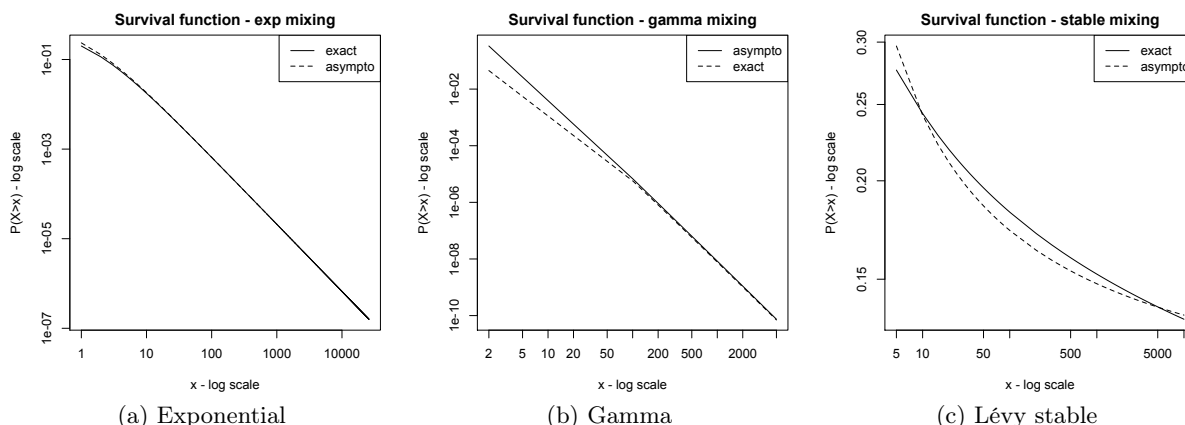 Survival function - exp mixing
P(X>x) - log scale
1e-01
1e-03
1e-05
1e-07
exact
asympto
1 10 100 1000 10000
x - log scale
(a) Exponential
Survival function - gamma mixing
P(X>x) - log scale
1e-02
1e-04
1e-06
1e-08
1e-10
asympto
exact
2 5 10 20 50 200 500 2000
x - log scale
(b) Gamma
Survival function - stable mixing
P(X>x) - log scale
0.30
0.25
0.20
0.15
exact
asympto
5 10 50 500 5000
x - log scale
(c) Lévy stable